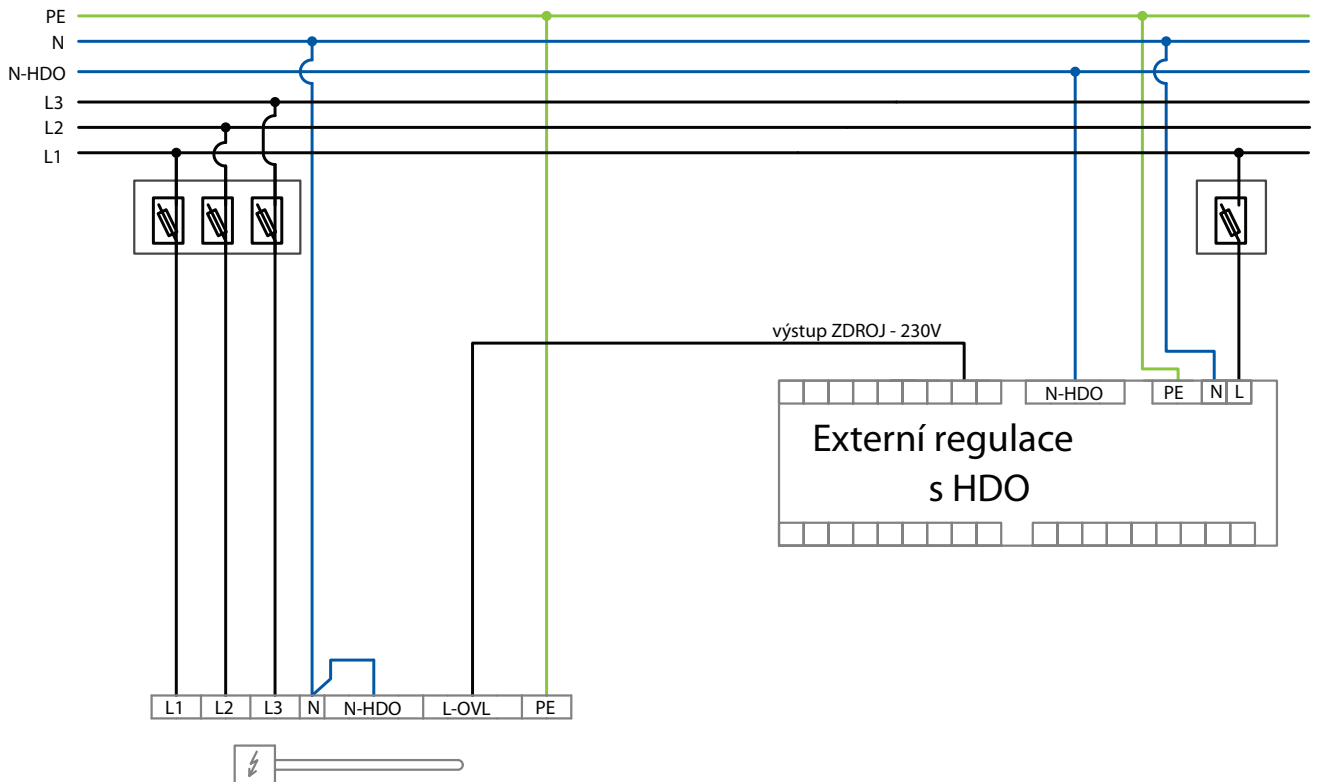 PE
N
N-HDO
L3
L2
L1
výstup ZDROJ - 230V
N-HDO PE N L
Externí regulace
s HDO
L1 L2 L3 N N-HDO L-OVL PE